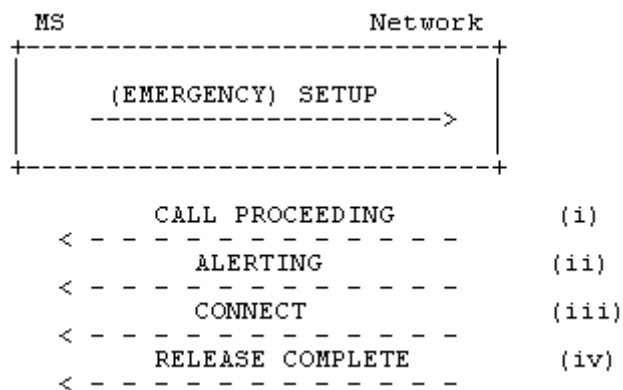 MS Network
(EMERGENCY) SETUP
CALL PROCEEDING (i)
ALERTING (ii)
CONNECT (iii)
RELEASE COMPLETE (iv)